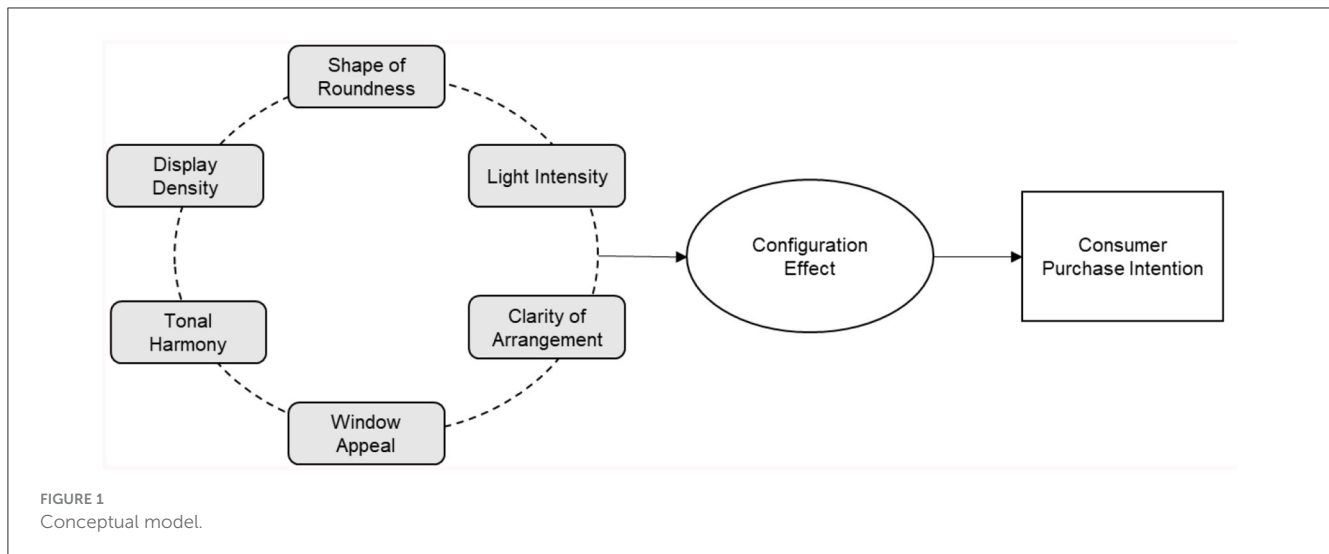 Shape of
Roundness
Display
Density
Light Intensity
Configuration
Effect
Consumer
Purchase Intention
Tonal
Harmony
Clarity of
Arrangement
Window
Appeal
FIGURE 1
Conceptual model.